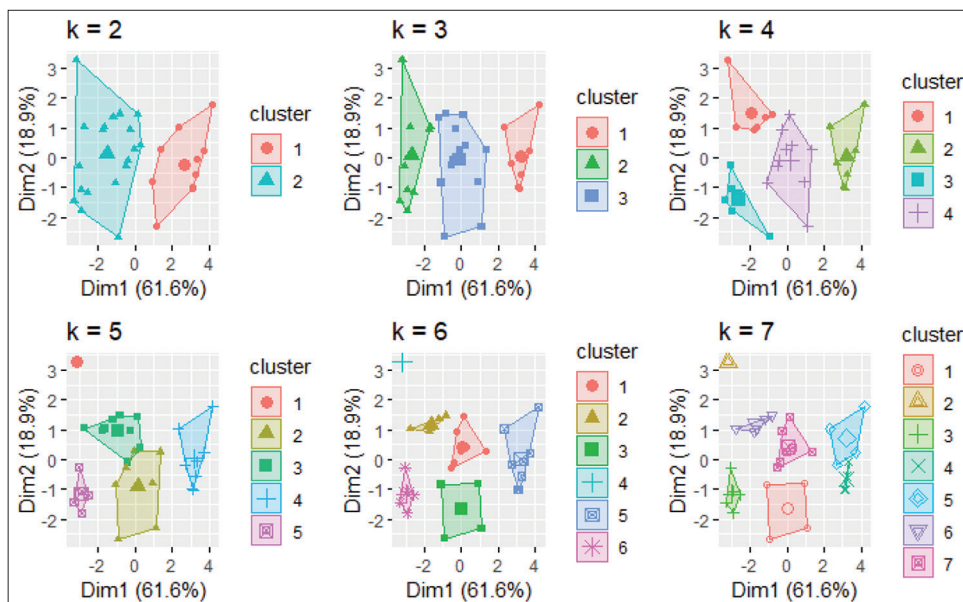 k = 2
3
2
1
0
-1
-2
-2 0 2 4
Dim1 (61.6%)
Dim2 (18.9%)
cluster
1
2
k = 3
3
2
1
0
-1
-2
-2 0 2 4
Dim1 (61.6%)
Dim2 (18.9%)
cluster
1
2
3
k = 4
3
2
1
0
-1
-2
-2 0 2 4
Dim1 (61.6%)
Dim2 (18.9%)
cluster
1
2
3
4
k = 5
3
2
1
0
-1
-2
-2 0 2 4
Dim1 (61.6%)
Dim2 (18.9%)
cluster
1
2
3
4
5
k = 6
3
2
1
0
-1
-2
-2 0 2 4
Dim1 (61.6%)
Dim2 (18.9%)
cluster
1
2
3
4
5
6
k = 7
3
2
1
0
-1
-2
-2 0 2 4
Dim1 (61.6%)
Dim2 (18.9%)
cluster
1
2
3
4
5
6
7